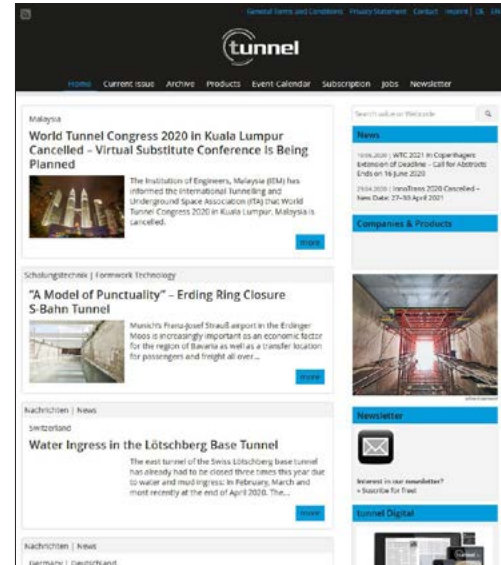 General Terms and Conditions Privacy Statement Contact Imprint DE EN
tunnel
Home Current Issue Archive Products Event-Calendar Subscription Jobs Newsletter
Malaysia
World Tunnel Congress 2020 in Kuala Lumpur
Cancelled – Virtual Substitute Conference Is Being
Planned
The Institution of Engineers, Malaysia (IEM) has
informed the International Tunnelling and
Underground Space Association (ITA) that World
Tunnel Congress 2020 in Kuala Lumpur, Malaysia is
cancelled.
more
Schalungstechnik | Formwork Technology
"A Model of Punctuality" – Erding Ring Closure
S-Bahn Tunnel
Munich's Franz-Josef Strauß airport in the Erdinger
Moos is increasingly important as an economic factor
for the region of Bavaria as well as a transfer location
for passengers and freight all over...
more
Nachrichten | News
Switzerland
Water Ingress in the Lötschberg Base Tunnel
The east tunnel of the Swiss Lötschberg base tunnel
has already had to be closed three times this year due
to water and mud ingress: in February, March and
most recently at the end of April 2020. The...
more
Nachrichten | News
Germany | Deutschland
Search value or Webcode
News
10.06.2020 | WTC 2021 in Copenhagen:
Extension of Deadline – Call for Abstracts
Ends on 16 June 2020
29.04.2020 | InnoTrans 2020 Cancelled –
New Date: 27–30 April 2021
Companies & Products
advertisement
Newsletter
Interest in our newsletter?
» Suscribe for free!
tunnel Digital